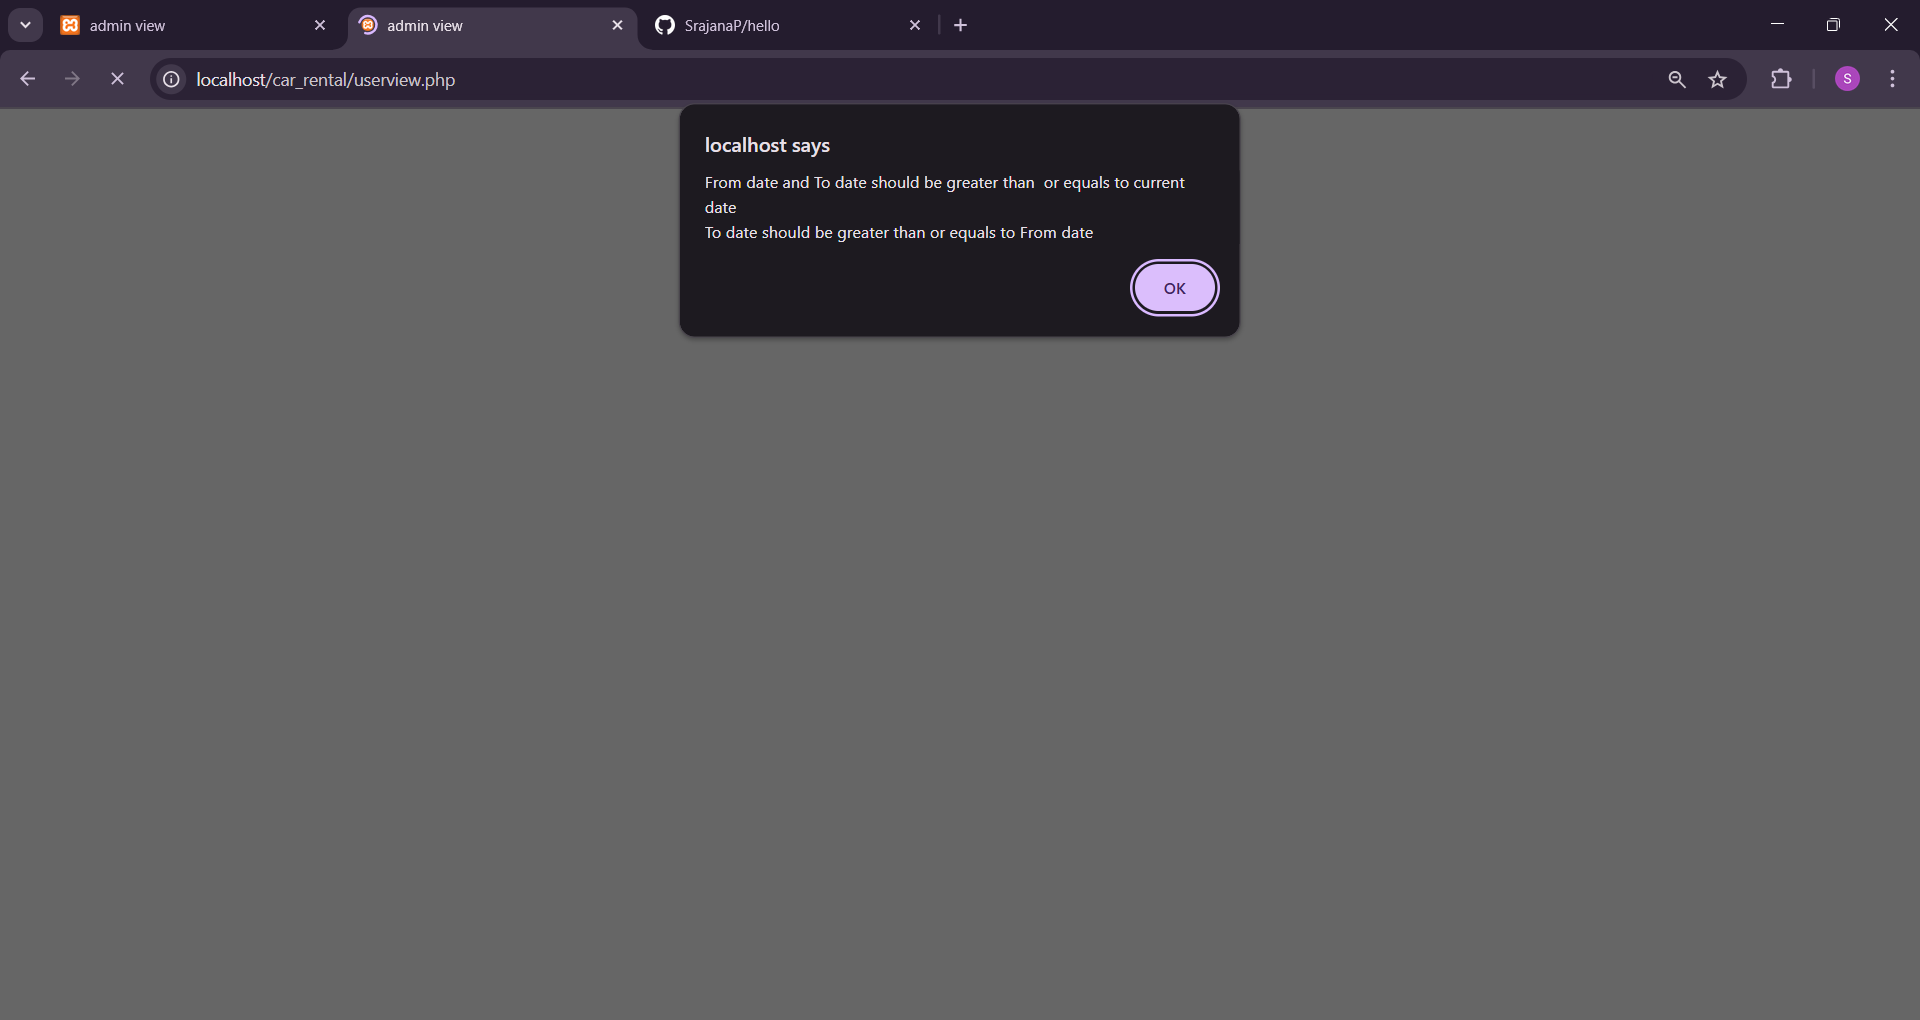 admin view
admin view
SrajanaP/hello
localhost/car_rental/userview.php
S
localhost says
From date and To date should be greater than  or equals to current
date
To date should be greater than or equals to From date
OK